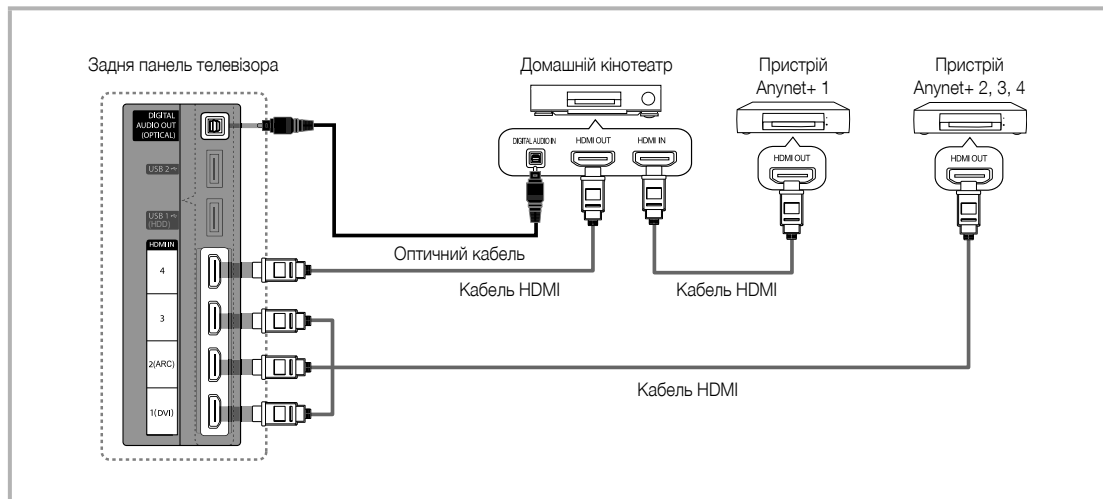 Задня панель телевізора
DIGITAL
AUDIO OUT
(OPTICAL)
USB 2
USB 1
(HDD)
HDMI IN
4
3
2(ARC)
1(DVI)
Домашній кінотеатр
DIGITAL AUDIO IN
HDMI OUT
HDMI IN
Пристрій
Anynet+ 1
HDMI OUT
Пристрій
Anynet+ 2, 3, 4
HDMI OUT
Оптичний кабель
Кабель HDMI
Кабель HDMI
Кабель HDMI